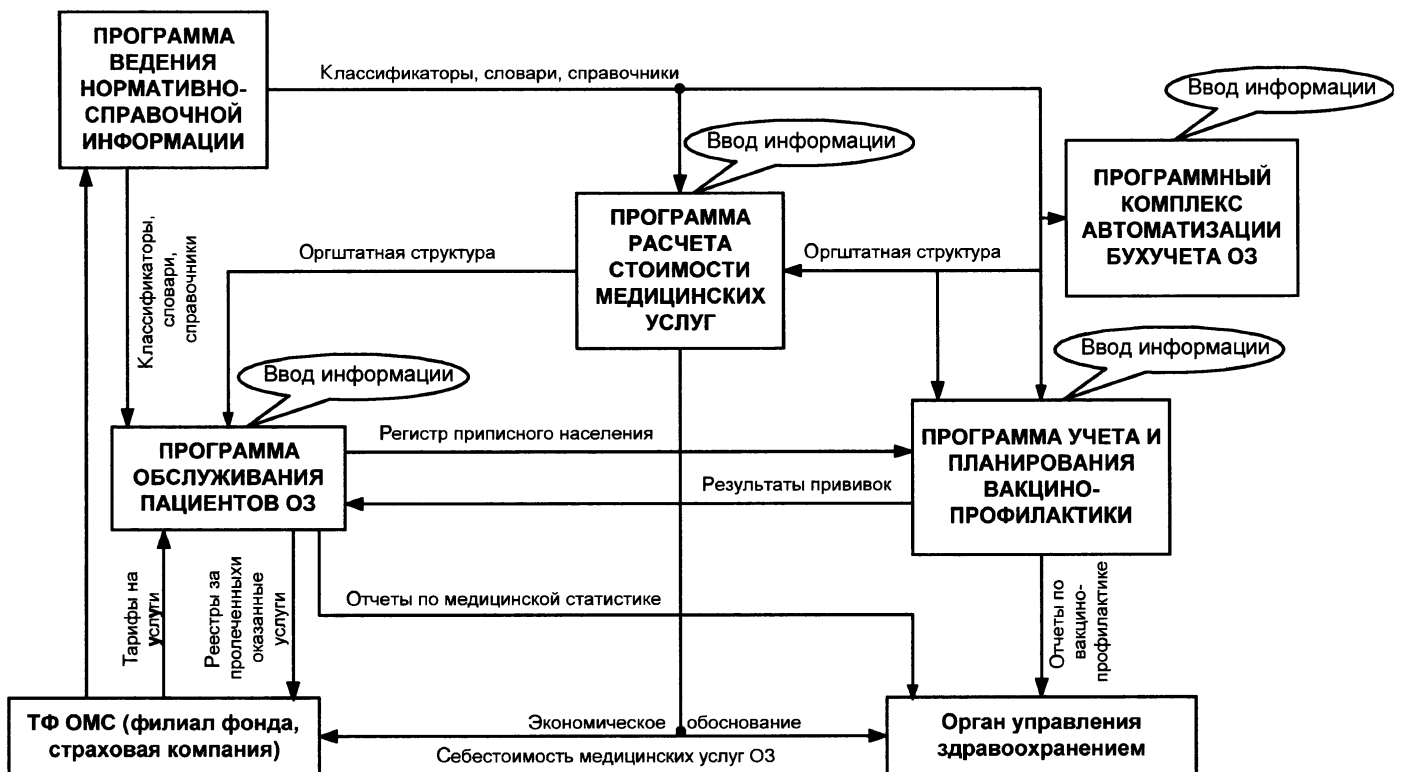 ПРОГРАММА
ВЕДЕНИЯ
НОРМАТИВНО-
СПРАВОЧНОЙ
ИНФОРМАЦИИ
Классификаторы, словари, справочники
Ввод информации
Ввод информации
ПРОГРАММНЫЙ
КОМПЛЕКС
АВТОМАТИЗАЦИИ
БУХУЧЕТА ОЗ
ПРОГРАММА
РАСЧЕТА
СТОИМОСТИ
МЕДИЦИНСКИХ
УСЛУГ
Классификаторы,
словари,
справочники
Оргштатная структура
Оргштатная структура
Ввод информации
Ввод информации
ПРОГРАММА
ОБСЛУЖИВАНИЯ
ПАЦИЕНТОВ ОЗ
Регистр приписного населения
Результаты прививок
ПРОГРАММА УЧЕТА И
ПЛАНИРОВАНИЯ
ВАКЦИНО-
ПРОФИЛАКТИКИ
Тарифы на
услуги
Реестры за
пролеченныхи
оказанные
услуги
Отчеты по медицинской статистике
Отчеты по
вакцино-
профилактике
ТФ ОМС (филиал фонда,
страховая компания)
Экономическое обоснование
Себестоимость медицинских услуг ОЗ
Орган управления
здравоохранением